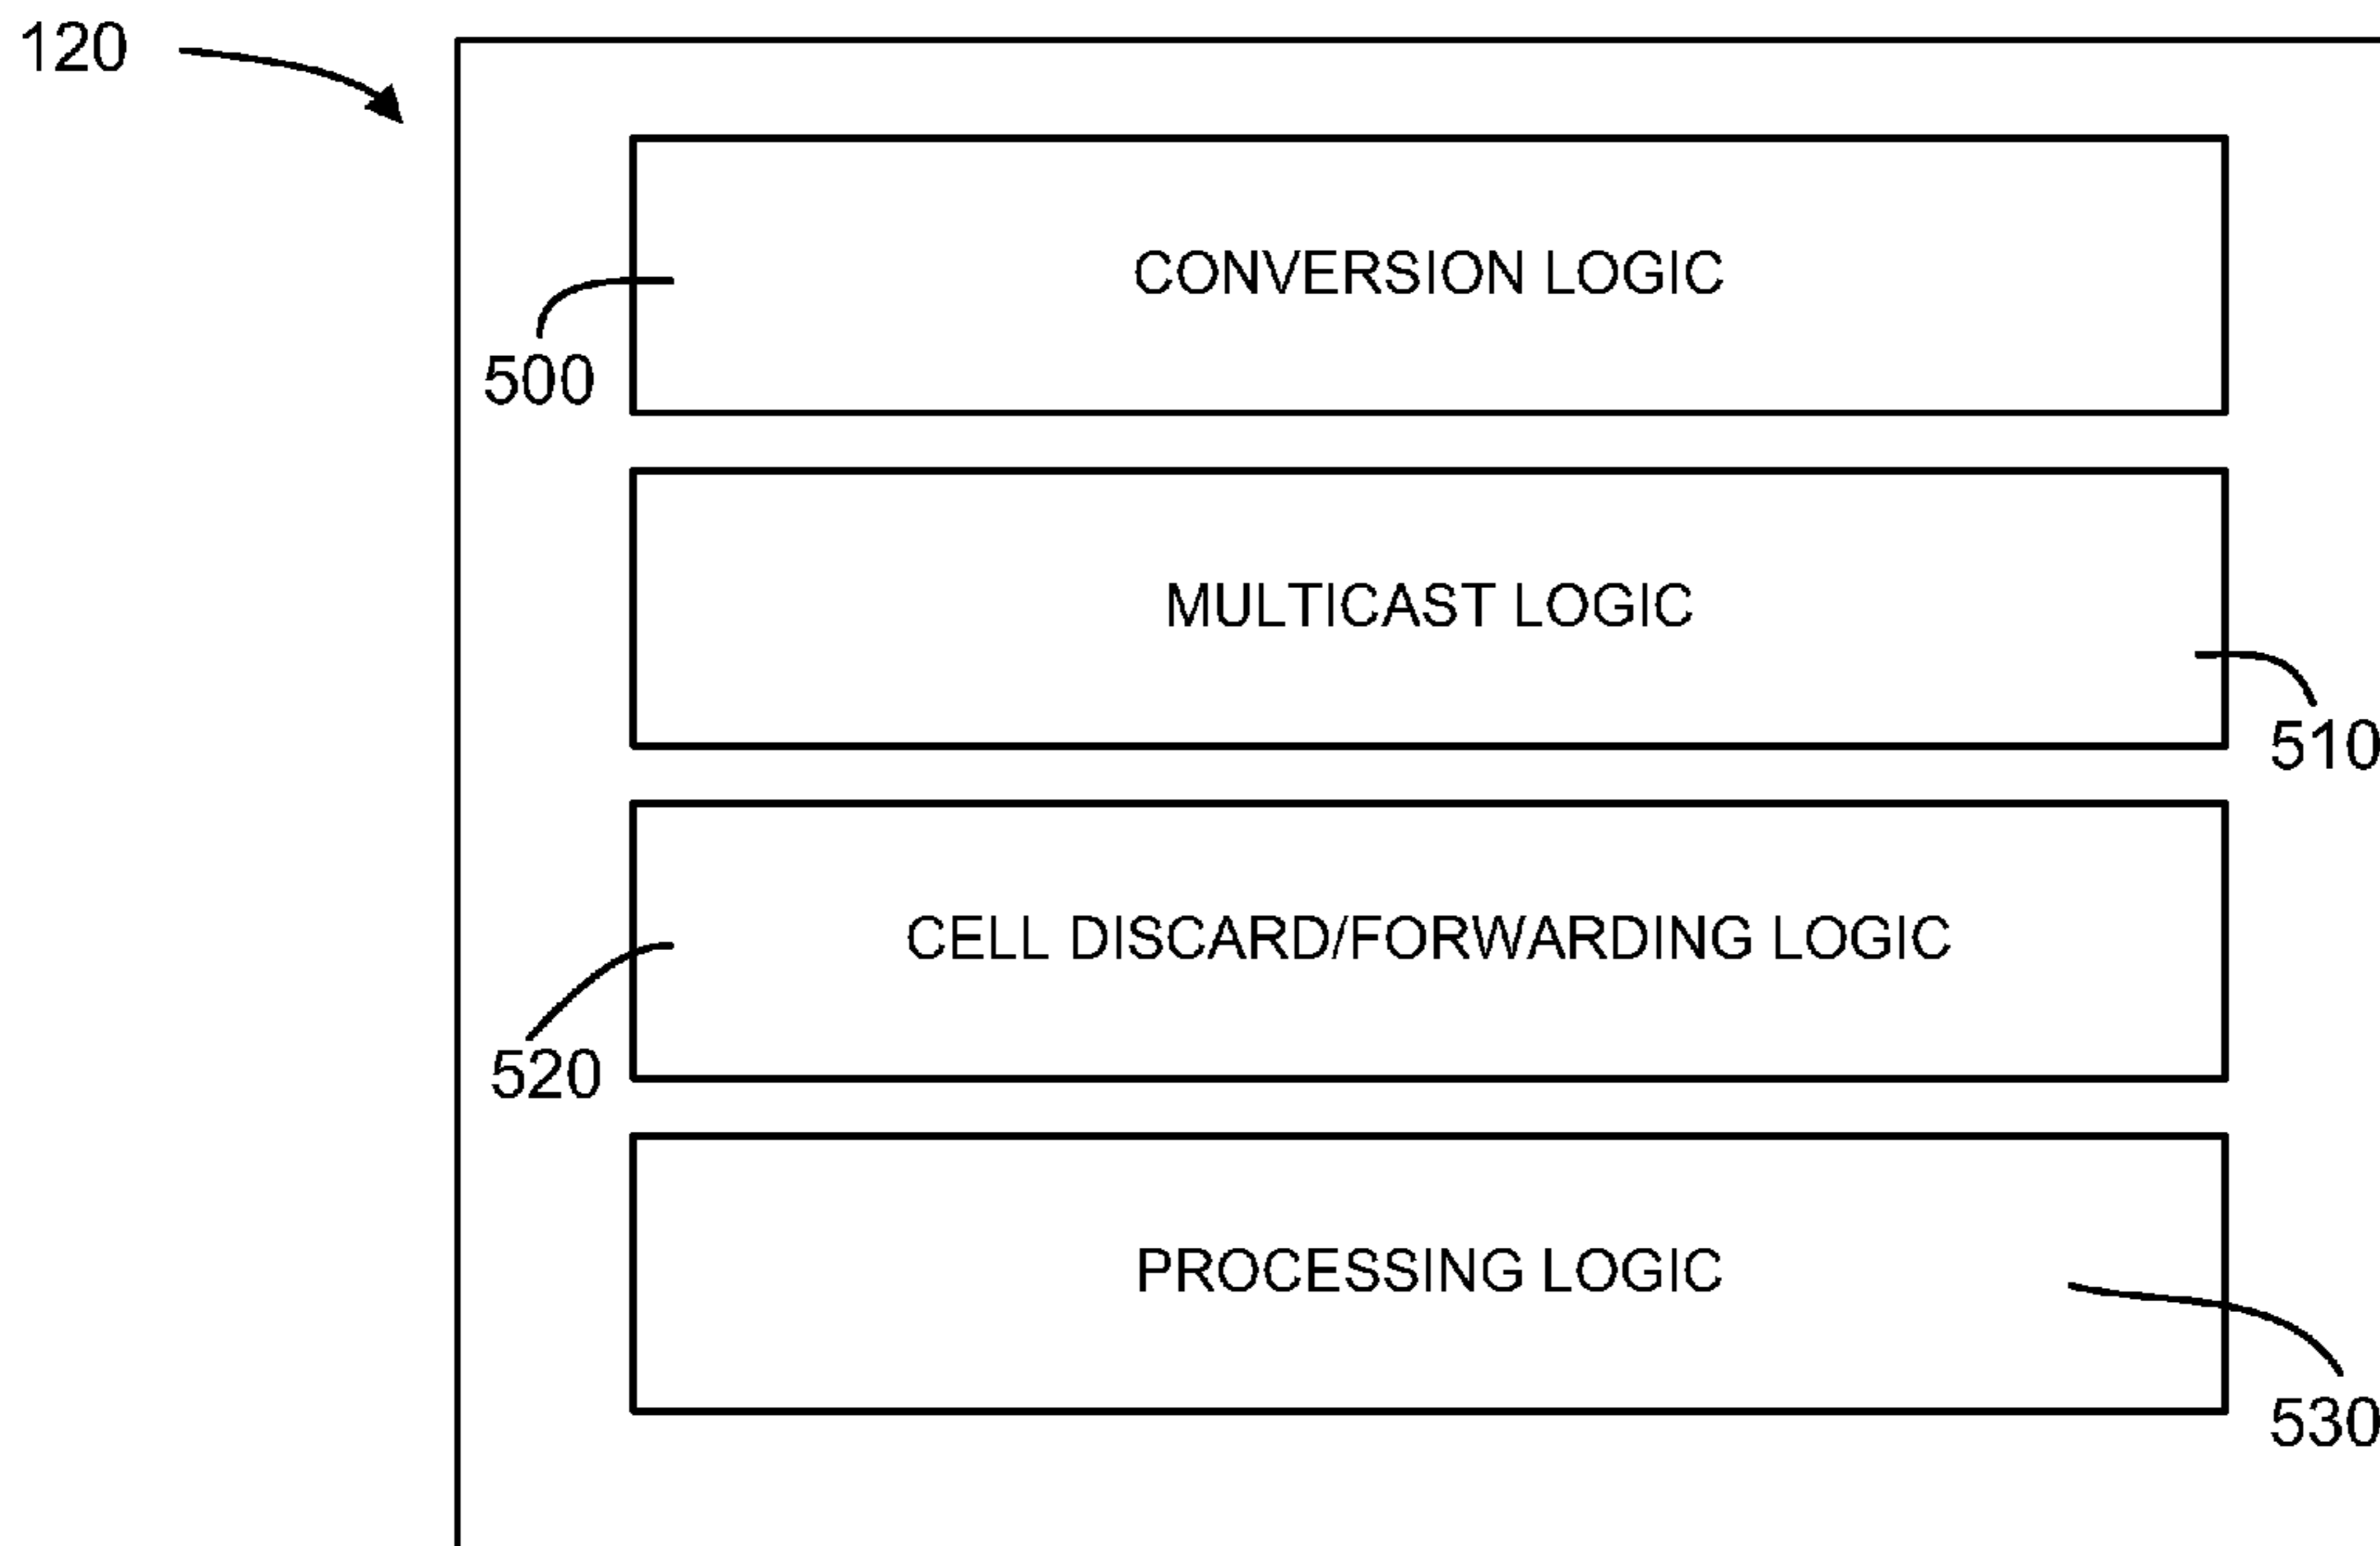 120
CONVERSION LOGIC
500
MULTICAST LOGIC
510
CELL DISCARD/FORWARDING LOGIC
520
PROCESSING LOGIC
530